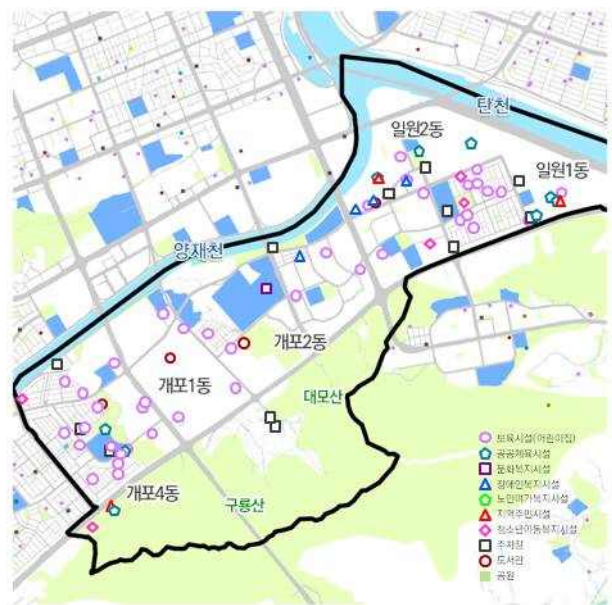 탄천
일원2동
일원1동
양재천
개포2동
개포1동
대모산
개포4동
구룡산
보육시설(어린이집)
공공체육시설
문화복지시설
장애인복지시설
노인여가복지시설
지역주민시설
청소년아동복지시설
주차장
도서관
공원